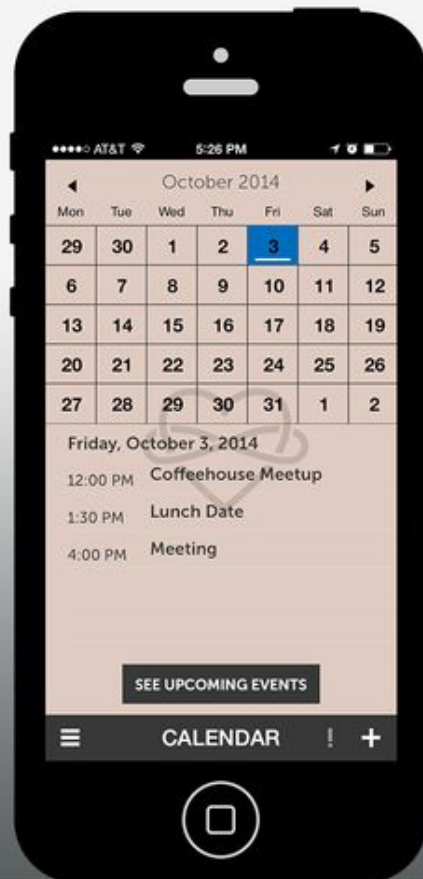 AT&T 5:26 PM
October 2014
Mon Tue Wed Thu Fri Sat Sun
29 30 1 2 3 4 5
6 7 8 9 10 11 12
13 14 15 16 17 18 19
20 21 22 23 24 25 26
27 28 29 30 31 1 2
Friday, October 3, 2014
12:00 PM Coffeehouse Meetup
1:30 PM Lunch Date
4:00 PM Meeting
SEE UPCOMING EVENTS
CALENDAR